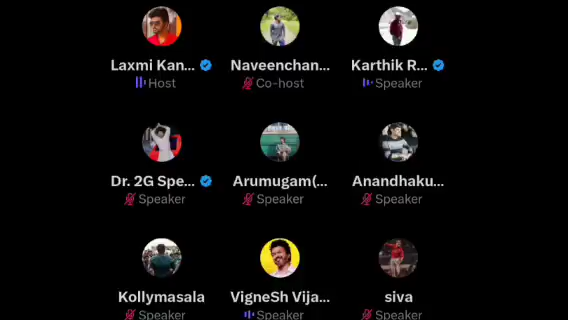 Laxmi Kan... Naveenchan... Karthik R...
Host Co-host Speaker
Dr. 2G Spe... Arumugam(... Anandhaku...
Speaker Speaker Speaker
Kollymasala VigneSh Vija... siva
Speaker Speaker Speaker